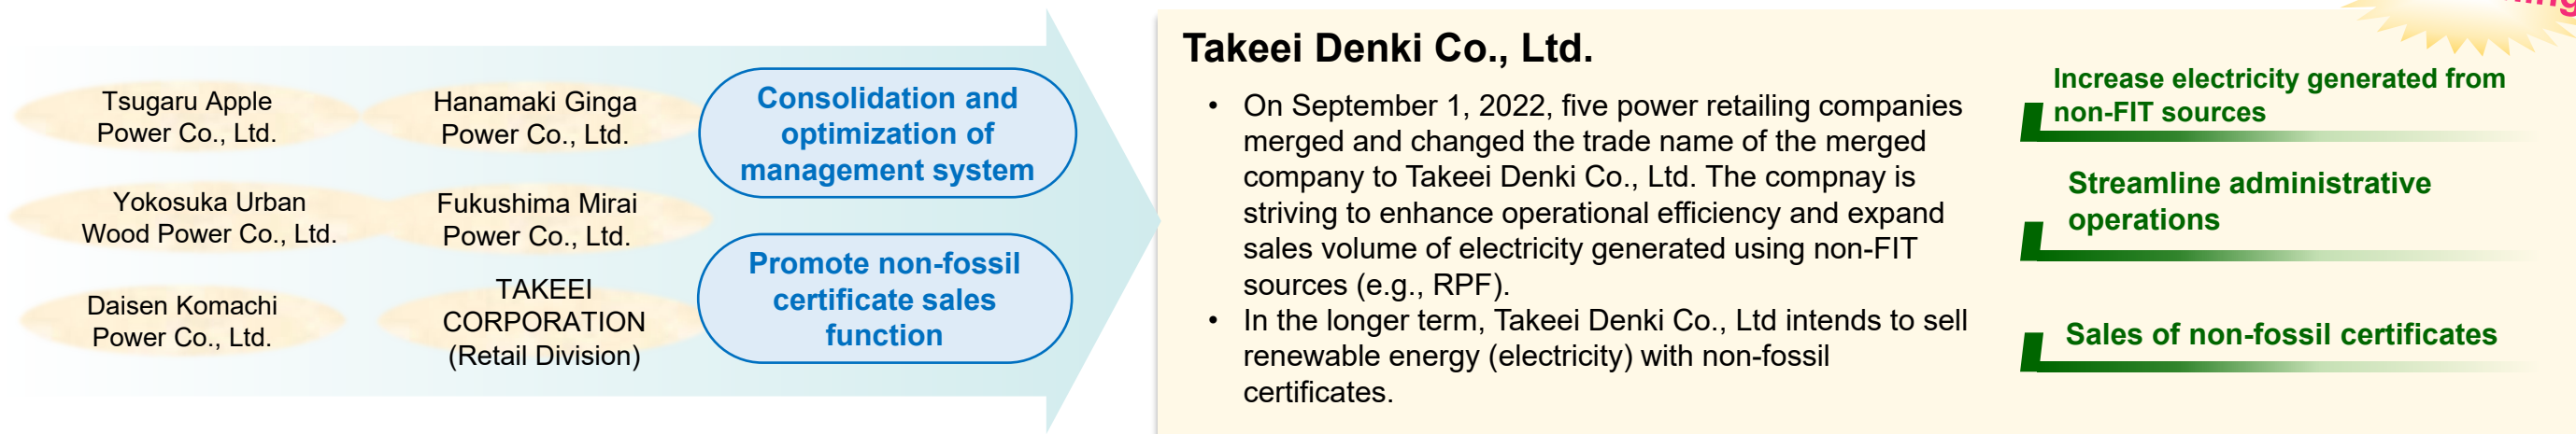 Tsugaru Apple
Power Co., Ltd.
Hanamaki Ginga
Power Co., Ltd.
Yokosuka Urban
Wood Power Co., Ltd.
Fukushima Mirai
Power Co., Ltd.
Daisen Komachi
Power Co., Ltd.
TAKEEI
CORPORATION
(Retail Division)
Consolidation and
optimization of
management system
Promote non-fossil
certificate sales
function
Takeei Denki Co., Ltd.
• On September 1, 2022, five power retailing companies
merged and changed the trade name of the merged
company to Takeei Denki Co., Ltd. The compnay is
striving to enhance operational efficiency and expand
sales volume of electricity generated using non-FIT
sources (e.g., RPF).
• In the longer term, Takeei Denki Co., Ltd intends to sell
renewable energy (electricity) with non-fossil
certificates.
Increase electricity generated from
non-FIT sources
Streamline administrative
operations
Sales of non-fossil certificates